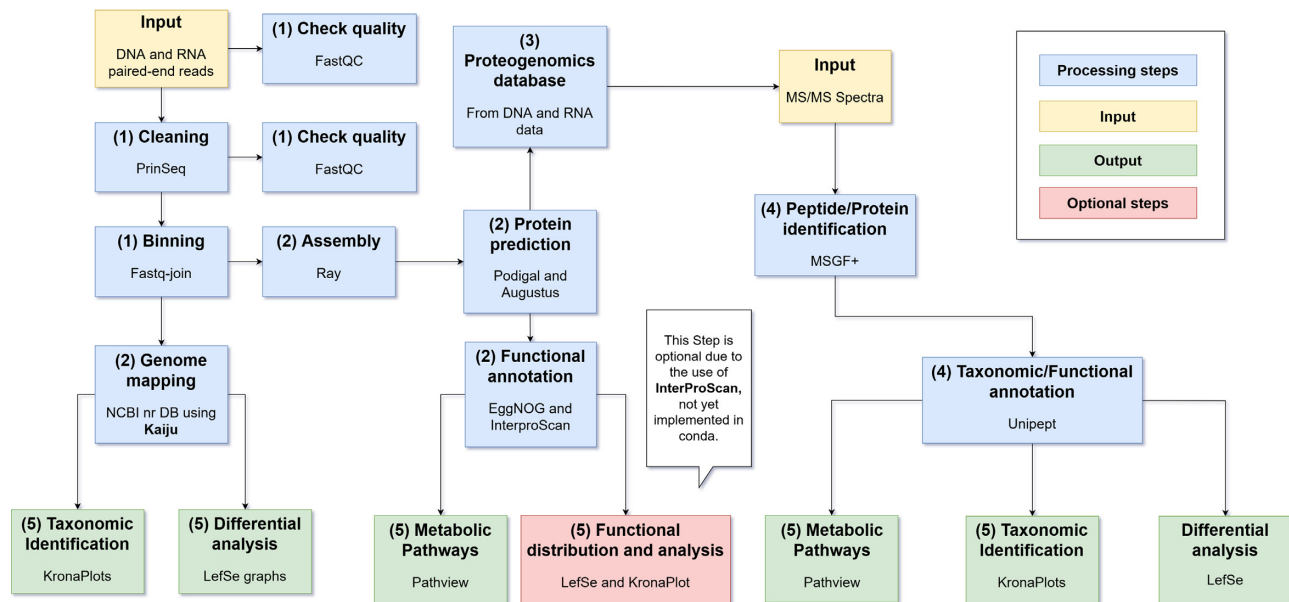 Input
DNA and RNA
paired-end reads
(1) Check quality
FastQC
(1) Cleaning
PrinSeq
(1) Check quality
FastQC
(1) Binning
Fastq-join
(2) Assembly
Ray
(2) Genome
mapping
NCBI nr DB using
Kaiju
(5) Taxonomic
Identification
KronaPlots
(5) Differential
analysis
LefSe graphs
(3)
Proteogenomics
database
From DNA and RNA
data
(2) Protein
prediction
Podigal and
Augustus
(2) Functional
annotation
EggNOG and
InterproScan
(5) Metabolic
Pathways
Pathview
(5) Functional
distribution and analysis
LefSe and KronaPlot
This Step is
optional due to
the use of
InterProScan,
not yet
implemented in
conda.
Input
MS/MS Spectra
(4) Peptide/Protein
identification
MSGF+
(4) Taxonomic/Functional
annotation
Unipept
(5) Metabolic
Pathways
Pathview
(5) Taxonomic
Identification
KronaPlots
Differential
analysis
LefSe
Processing steps
Input
Output
Optional steps